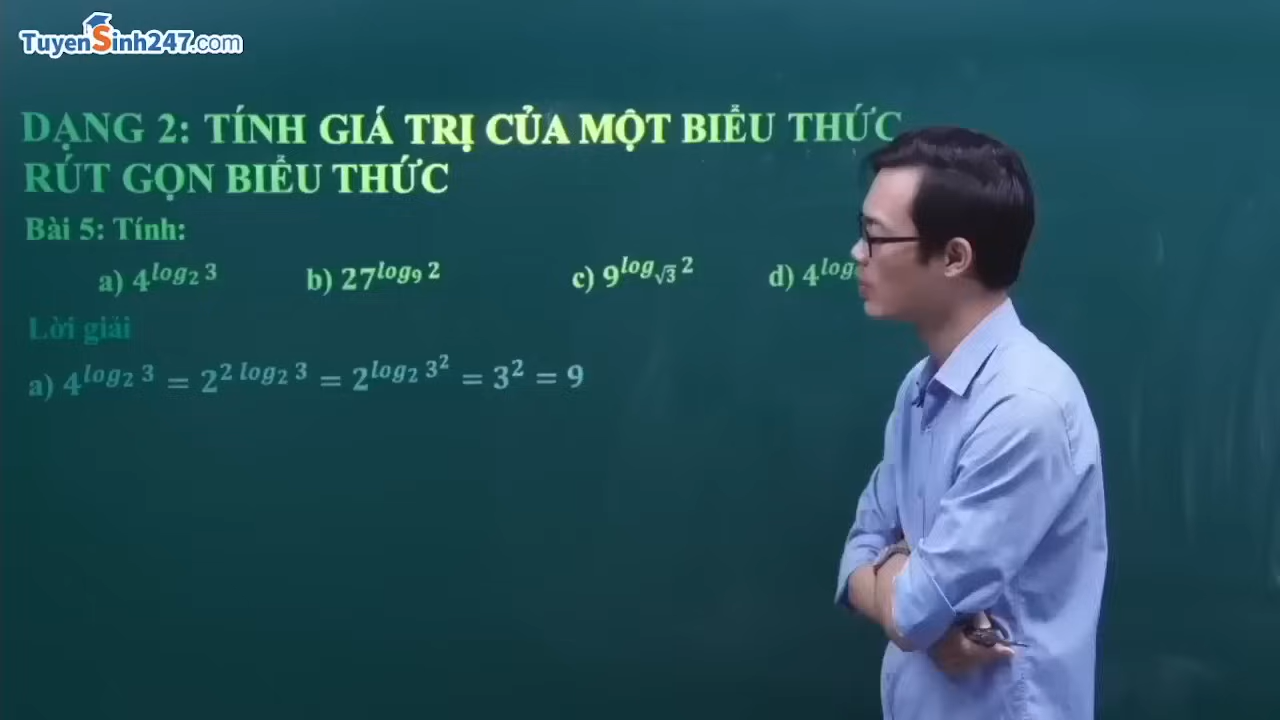 TuyenSinh247.com
DẠNG 2: TÍNH GIÁ TRỊ CỦA MỘT BIỂU THỨC
RÚT GỌN BIỂU THỨC
Bài 5: Tính:
a) 4^{log_2 3} b) 27^{log_9 2} c) 9^{log_{√3} 2} d) 4^{log
Lời giải
a) 4^{log_2 3} = 2^{2 log_2 3} = 2^{log_2 3^2} = 3^2 = 9